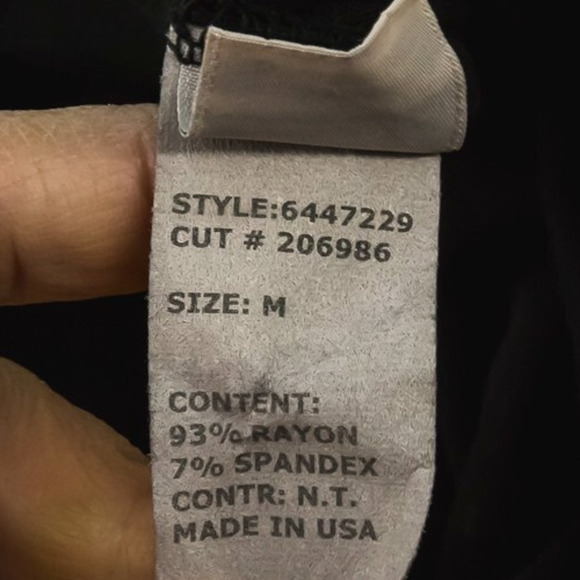 STYLE:6447229
CUT # 206986
SIZE: M
CONTENT:
93% RAYON
7% SPANDEX
CONTR: N.T.
MADE IN USA